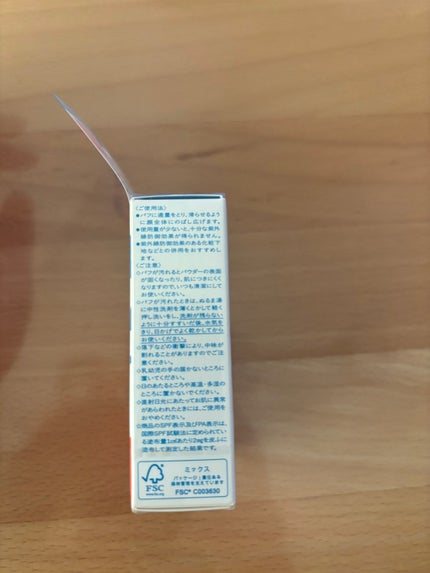 〈ご使用法〉
●パフに適量をとり、滑らせるよう
に顔全体にのばし広げます。
●使用量が少ないと、十分な紫外
線防御効果が得られません。
●紫外線防御効果のある化粧下
地などとの併用をおすすめしま
す。
〈ご注意〉
◇パフが汚れるとパウダーの表面
が固くなったり、肌につきにくく
なりますので、いつも清潔にして
お使いください。
◇パフが汚れたときは、ぬるま湯
に中性洗剤を薄くとかして軽く
押し洗いをし、洗剤が残らない
ように十分すすいだ後、水気を
きり、日かげでよく乾かしてから
お使いください。
◇落下などの衝撃により、中味が
割れることがありますのでご注
意ください。
◇乳幼児の手の届かないところに
置いてください。
◇日のあたるところや高温・多湿の
ところに置かないでください。
◇直射日光にあたってお肌に異常
があらわれたときには、ご使用を
おやめください。
☆商品のSPF表示及びPA表示は、
国際SPF試験法に定められてい
る塗布量1㎠あたり2mgを皮ふに
塗布して測定した結果です。
FSC
www.fsc.org
ミックス
パッケージ|責任ある
森林管理を支えています
FSC® C003630